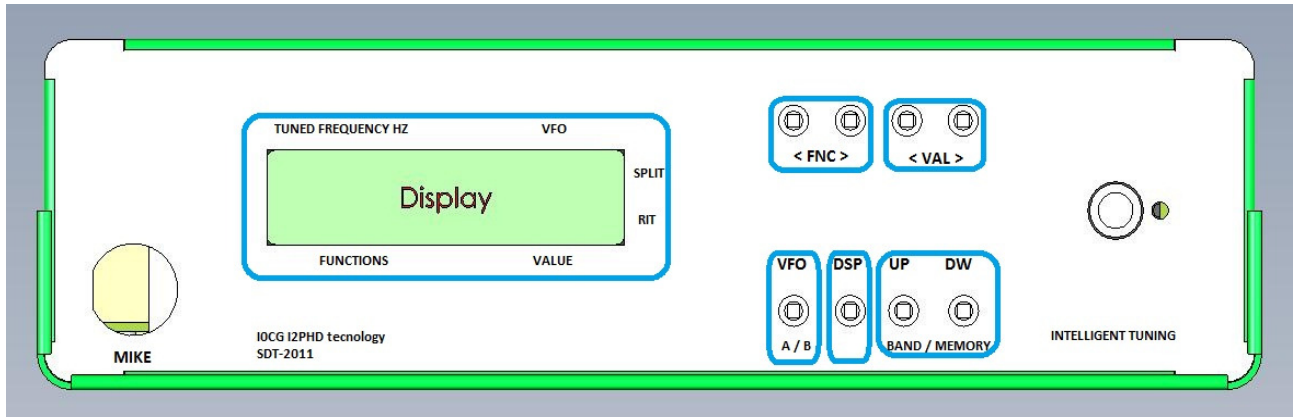 TUNED FREQUENCY HZ VFO
SPLIT
Display
RIT
FUNCTIONS VALUE
< FNC > < VAL >
VFO DSP UP DW
A / B BAND / MEMORY
I0CG I2PHD tecnology
SDT-2011
MIKE
INTELLIGENT TUNING